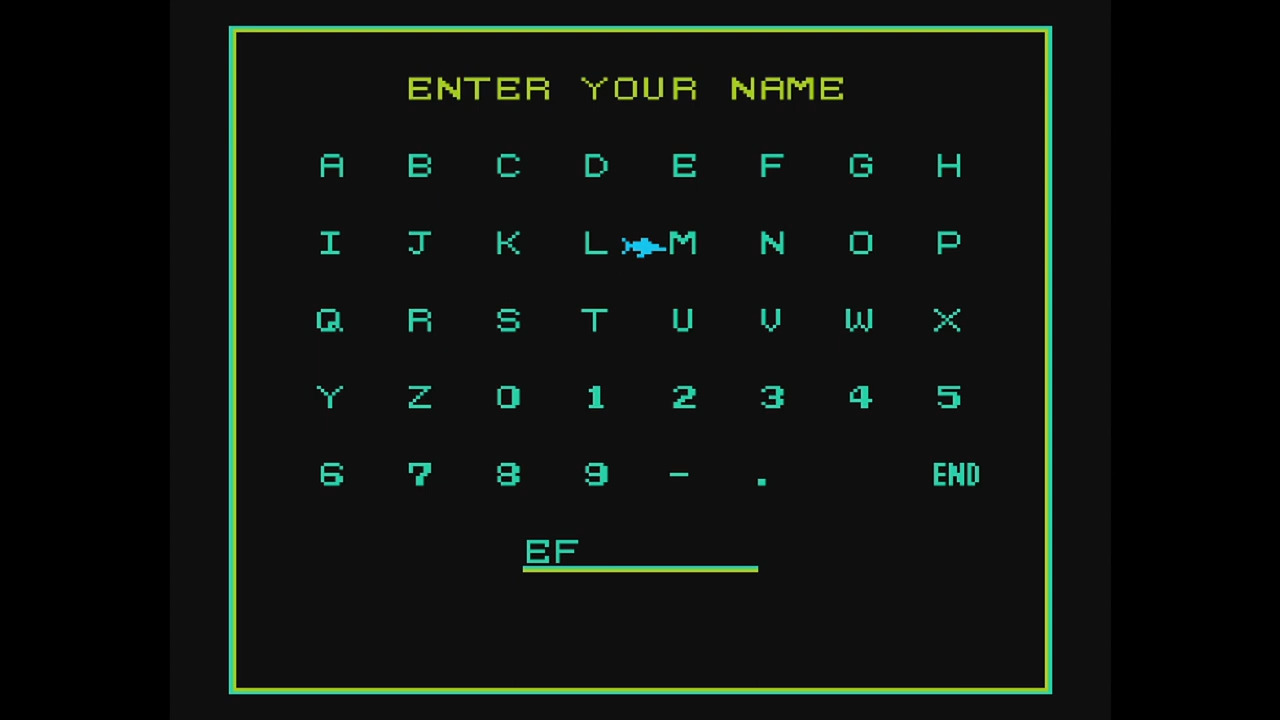 ENTER YOUR NAME
A B C D E F G H
I J K L M N O P
Q R S T U V W X
Y Z 0 1 2 3 4 5
6 7 8 9 - . END
EF